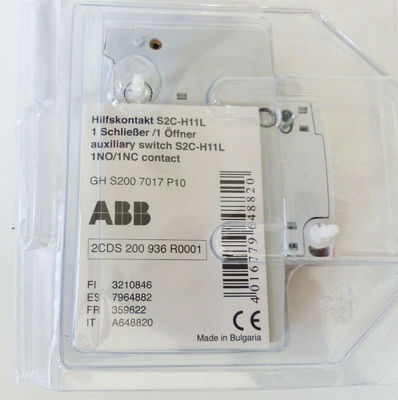 Hilfskontakt S2C-H11L
1 Schließer /1 Öffner
auxiliary switch S2C-H11L
1NO/1NC contact
GH S200 7017 P10
ABB
2CDS 200 936 R0001
FI 3210846
ES 7964882
FR 359622
IT A648820
4016779648820
CE
Made in Bulgaria